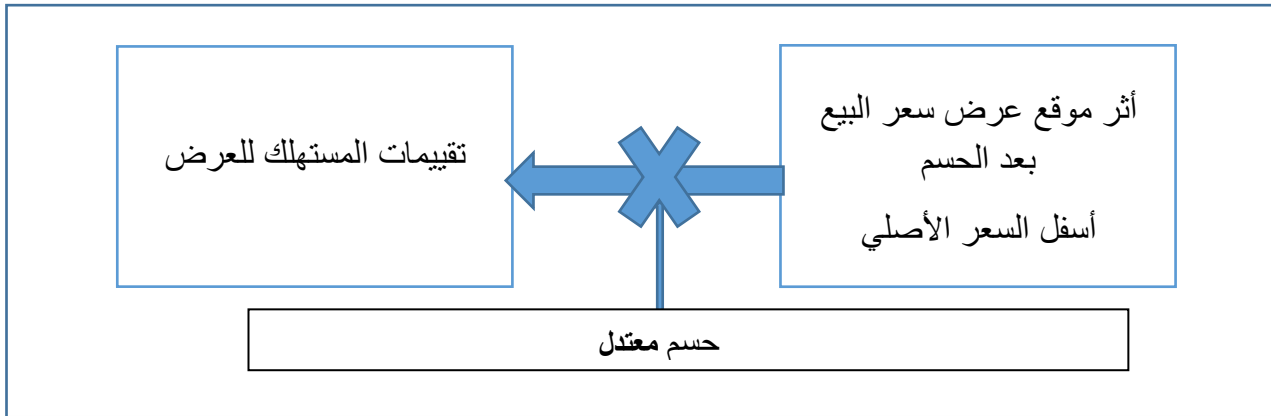 أثر موقع عرض سعر البيع
بعد الحسم
أسفل السعر الأصلي
تقييمات المستهلك للعرض
حسم معتدل